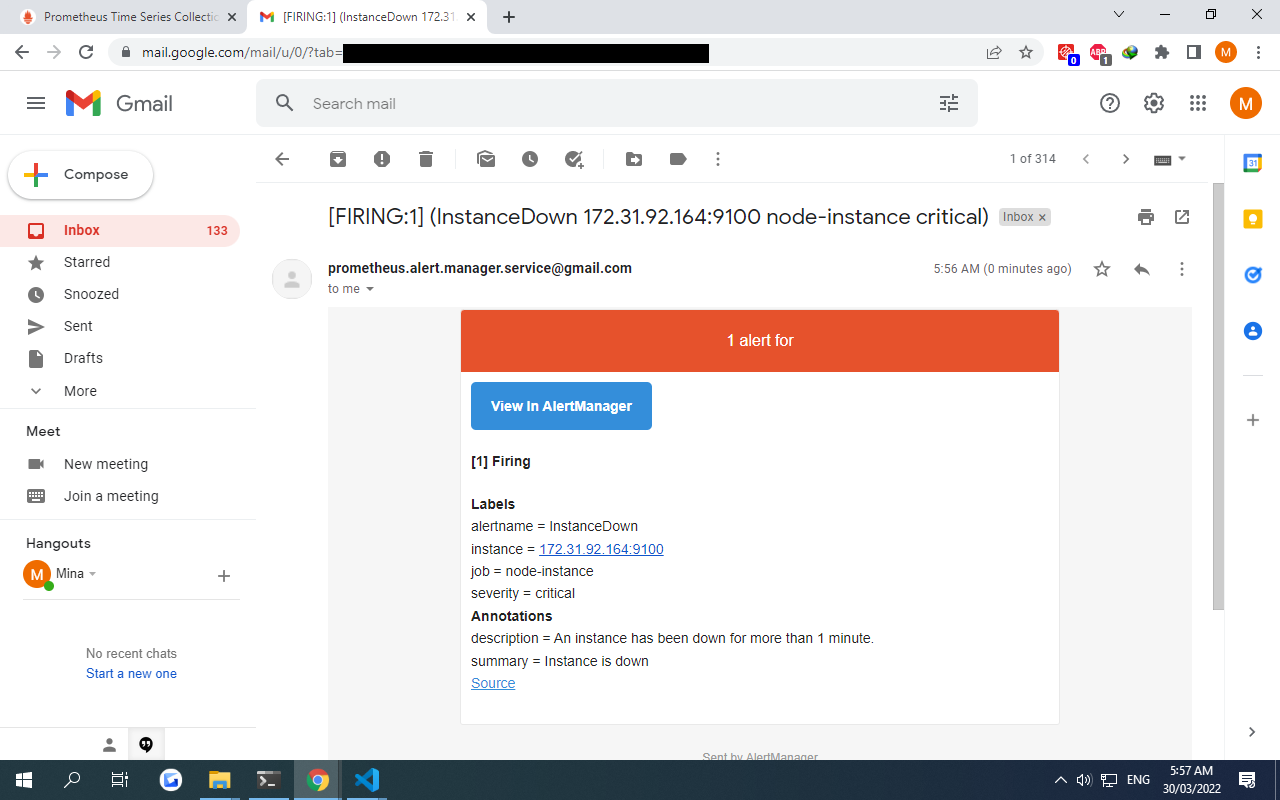 Prometheus Time Series Collectio
[FIRING:1] (InstanceDown 172.31.
mail.google.com/mail/u/0/?tab=
0
ABP
1
M
Gmail
Search mail
M
Compose
1 of 314
31
Inbox 133
Starred
Snoozed
Sent
Drafts
More
[FIRING:1] (InstanceDown 172.31.92.164:9100 node-instance critical)
Inbox
prometheus.alert.manager.service@gmail.com
5:56 AM (0 minutes ago)
to me
1 alert for
View In AlertManager
[1] Firing
Labels
alertname = InstanceDown
instance = 172.31.92.164:9100
job = node-instance
severity = critical
Annotations
description = An instance has been down for more than 1 minute.
summary = Instance is down
Source
Sent by AlertManager
Meet
New meeting
Join a meeting
Hangouts
M
Mina
No recent chats
Start a new one
ENG
5:57 AM
30/03/2022